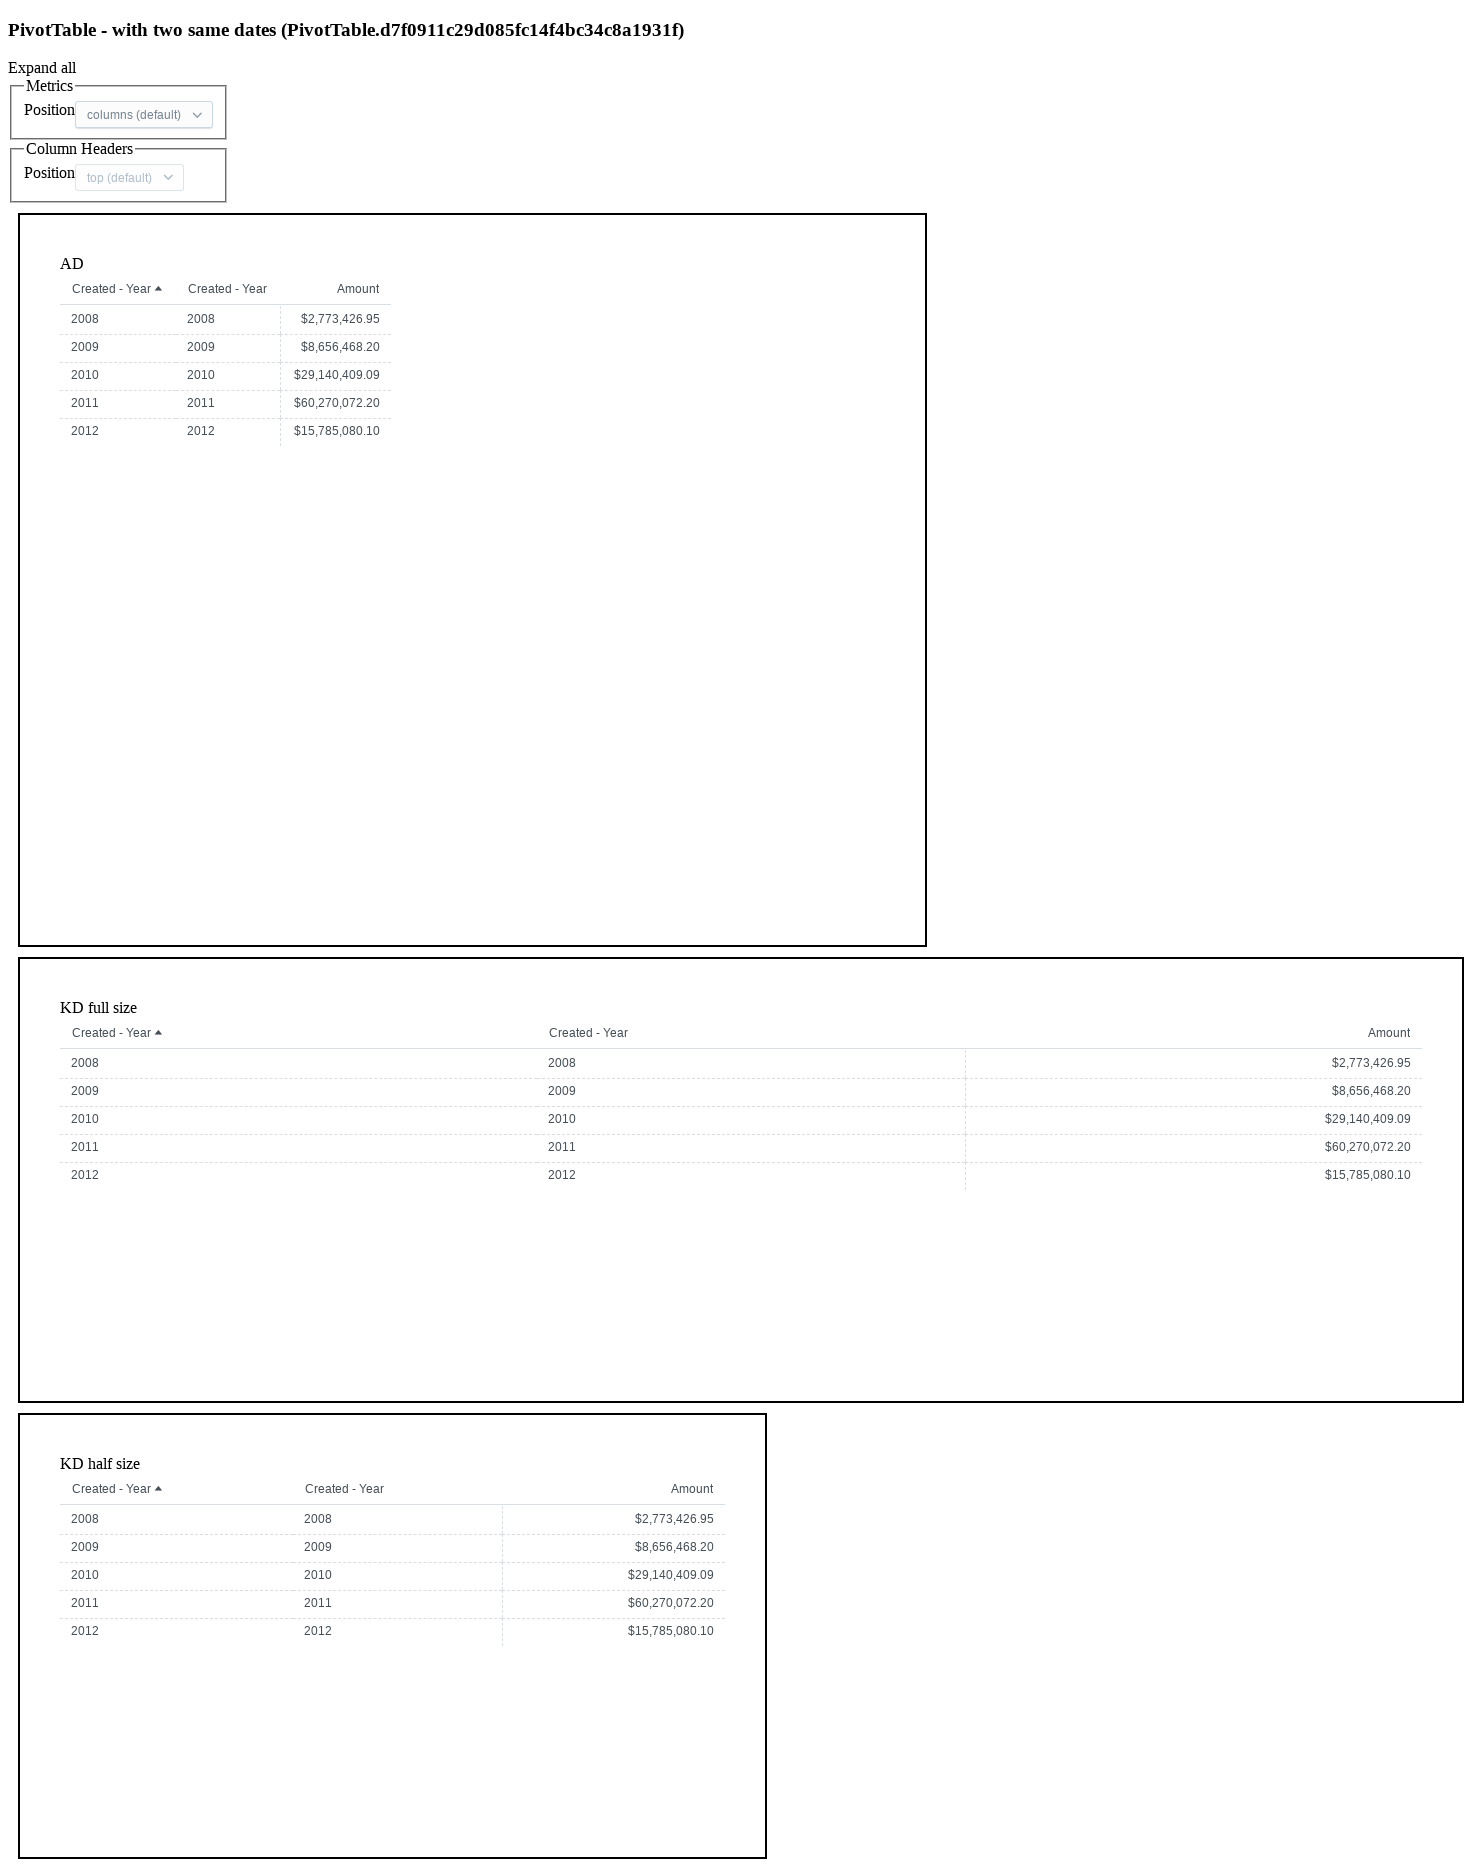 PivotTable - with two same dates (PivotTable.d7f0911c29d085fc14f4bc34c8a1931f)
Expand all
Metrics
Position columns (default)
Column Headers
Position top (default)
AD
Created - Year Created - Year Amount
2008 2008 $2,773,426.95
2009 2009 $8,656,468.20
2010 2010 $29,140,409.09
2011 2011 $60,270,072.20
2012 2012 $15,785,080.10
KD full size
Created - Year Created - Year Amount
2008 2008 $2,773,426.95
2009 2009 $8,656,468.20
2010 2010 $29,140,409.09
2011 2011 $60,270,072.20
2012 2012 $15,785,080.10
KD half size
Created - Year Created - Year Amount
2008 2008 $2,773,426.95
2009 2009 $8,656,468.20
2010 2010 $29,140,409.09
2011 2011 $60,270,072.20
2012 2012 $15,785,080.10